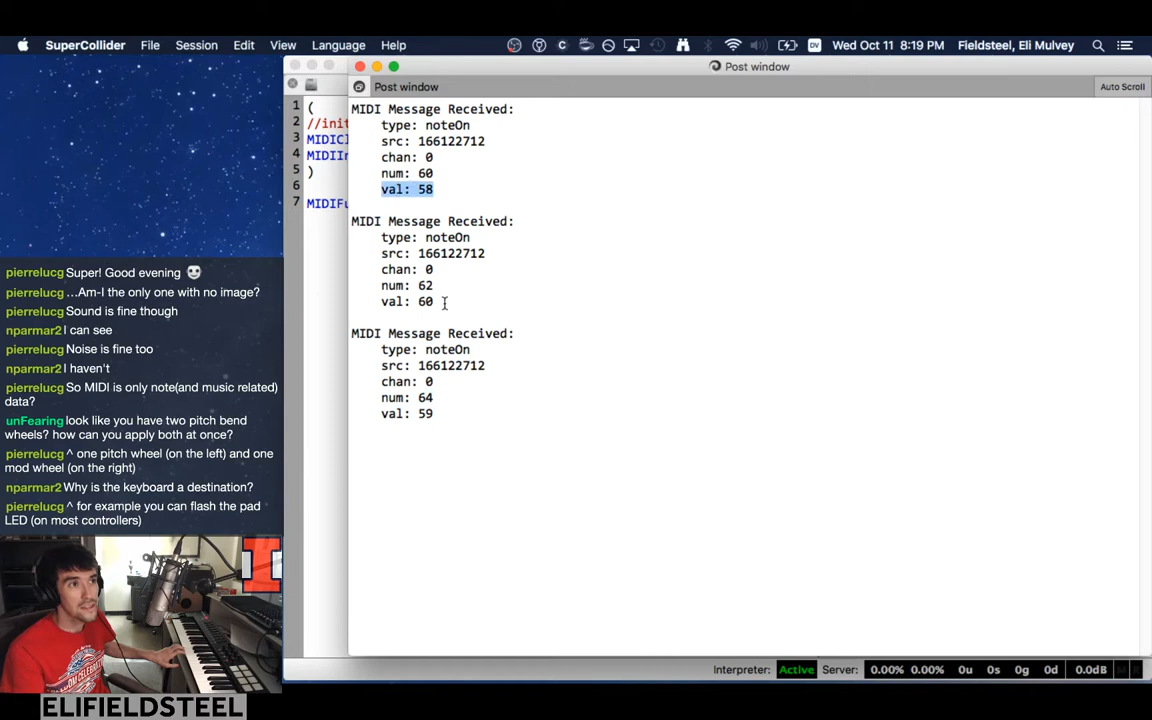 SuperCollider File Session Edit View Language Help
DV Wed Oct 11 8:19 PM Fieldsteel, Eli Mulvey
Post window
Post window
Auto Scroll
1 (
2 //init
3 MIDICl
4 MIDIIn
5 )
6
7 MIDIFu
MIDI Message Received:
type: noteOn
src: 166122712
chan: 0
num: 60
val: 58
MIDI Message Received:
type: noteOn
src: 166122712
chan: 0
num: 62
val: 60
MIDI Message Received:
type: noteOn
src: 166122712
chan: 0
num: 64
val: 59
pierrelucg Super! Good evening
pierrelucg …Am-I the only one with no image?
pierrelucg Sound is fine though
nparmar2 I can see
pierrelucg Noise is fine too
nparmar2 I haven't
pierrelucg So MIDI is only note(and music related)
data?
unFearing look like you have two pitch bend
wheels? how can you apply both at once?
pierrelucg ^ one pitch wheel (on the left) and one
mod wheel (on the right)
nparmar2 Why is the keyboard a destination?
pierrelucg ^ for example you can flash the pad
LED (on most controllers)
Interpreter: Active Server: 0.00% 0.00% 0u 0s 0g 0d 0.0dB M R
ELIFIELDSTEEL